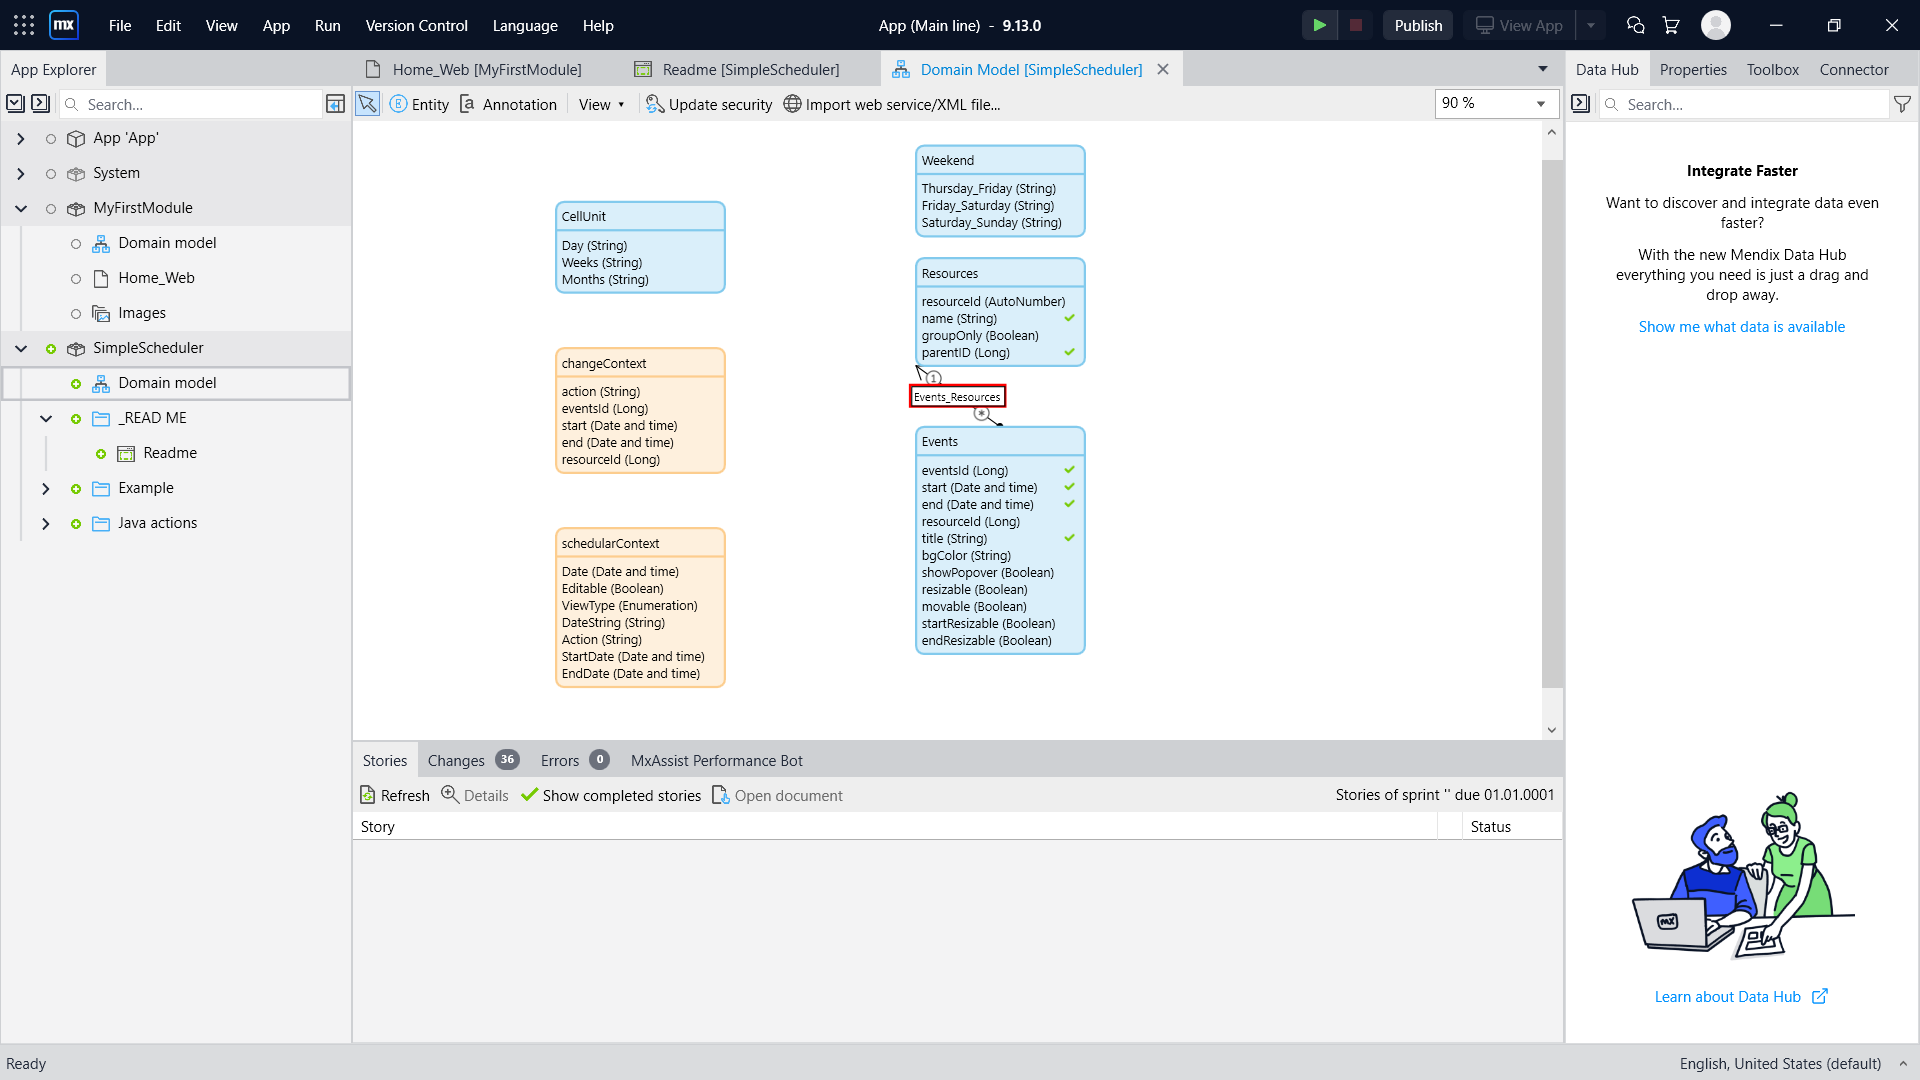 mx File Edit View App Run Version Control Language Help App (Main line) - 9.13.0 Publish View App
App Explorer Home_Web [MyFirstModule] Readme [SimpleScheduler] Domain Model [SimpleScheduler] Data Hub Properties Toolbox Connector
Search... E Entity a Annotation View Update security Import web service/XML file... 90 % Search...
App 'App'
System
MyFirstModule
Domain model
Home_Web
Images
SimpleScheduler
Domain model
_READ ME
Readme
Example
Java actions
CellUnit
Day (String)
Weeks (String)
Months (String)
changeContext
action (String)
eventsId (Long)
start (Date and time)
end (Date and time)
resourceId (Long)
schedularContext
Date (Date and time)
Editable (Boolean)
ViewType (Enumeration)
DateString (String)
Action (String)
StartDate (Date and time)
EndDate (Date and time)
Weekend
Thursday_Friday (String)
Friday_Saturday (String)
Saturday_Sunday (String)
Resources
resourceId (AutoNumber)
name (String)
groupOnly (Boolean)
parentID (Long)
1
Events_Resources
*
Events
eventsId (Long)
start (Date and time)
end (Date and time)
resourceId (Long)
title (String)
bgColor (String)
showPopover (Boolean)
resizable (Boolean)
movable (Boolean)
startResizable (Boolean)
endResizable (Boolean)
Integrate Faster
Want to discover and integrate data even
faster?
With the new Mendix Data Hub
everything you need is just a drag and
drop away.
Show me what data is available
mx
Learn about Data Hub
Stories Changes 36 Errors 0 MxAssist Performance Bot
Refresh Details Show completed stories Open document Stories of sprint '' due 01.01.0001
Story Status
Ready English, United States (default)